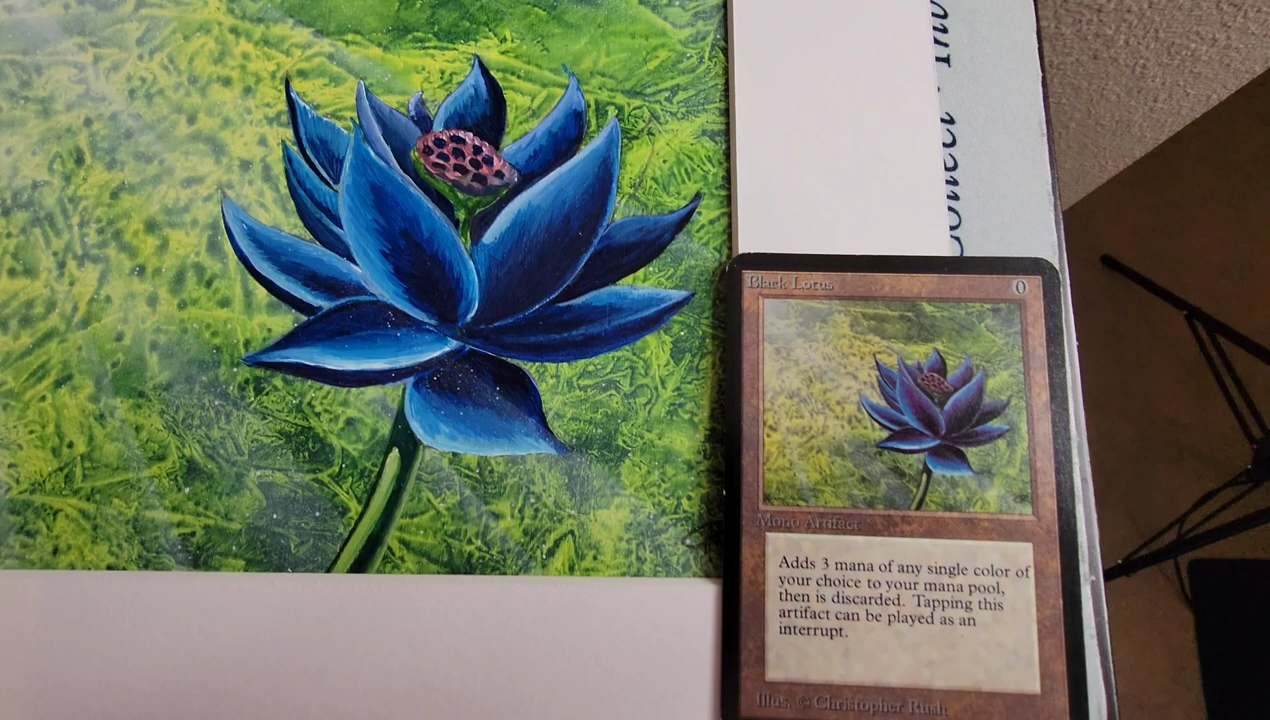 Black Lotus 0
Mono Artifact
Adds 3 mana of any single color of
your choice to your mana pool,
then is discarded. Tapping this
artifact can be played as an
interrupt.
Illus. © Christopher Rush